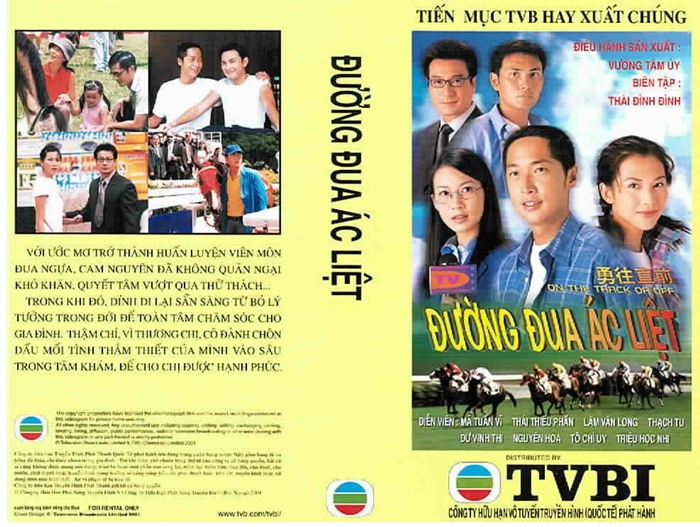 VỚI ƯỚC MƠ TRỞ THÀNH HUẤN LUYỆN VIÊN MÔN
ĐUA NGỰA, CAM NGUYÊN ĐÃ KHÔNG QUẢN NGẠI
KHÓ KHĂN, QUYẾT TÂM VƯỢT QUA THỬ THÁCH...
TRONG KHI ĐÓ, DÍNH DI LẠI SẴN SÀNG TỪ BỎ LÝ
TƯỞNG TRONG ĐỜI ĐỂ TOÀN TÂM CHĂM SÓC CHO
GIA ĐÌNH. THẬM CHÍ, VÌ THƯƠNG CHỊ, CÔ ĐÀNH CHÔN
DẤU MỐI TÌNH THẮM THIẾT CỦA MÌNH VÀO SÂU
TRONG TÂM KHẢM, ĐỂ CHO CHỊ ĐƯỢC HẠNH PHÚC.
FOR RENTAL ONLY
www.tvbi.com/tvbi/
ĐƯỜNG ĐUA ÁC LIỆT
TIẾN MỤC TVB HAY XUẤT CHÚNG
ĐIỀU HÀNH SẢN XUẤT :
VƯƠNG TÂM ÚY
BIÊN TẬP :
THÁI ĐÌNH ĐÌNH
TV
勇往直前
ON THE TRACK OR OFF
ĐƯỜNG ĐUA ÁC LIỆT
DIỄN VIÊN : MÃ TUẤN VĨ THÁI THIẾU PHÂN LÂM VĂN LONG THẠCH TU
DƯ VỊNH THI NGUYÊN HOA TÔ CHÍ UY TRIỀU HỌC NHI
DISTRIBUTED BY
TVBI
CÔNG TY HỮU HẠN VÔ TUYẾN TRUYỀN HÌNH (QUỐC TẾ) PHÁT HÀNH